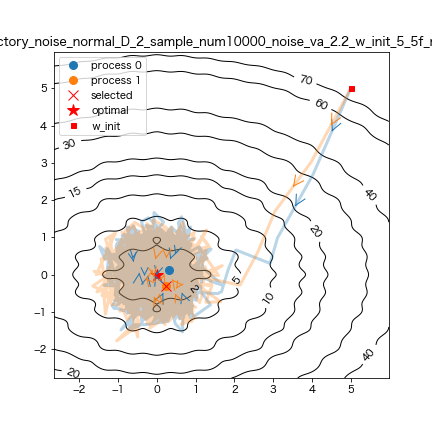 ctory_noise_normal_D_2_sample_num10000_noise_va_2.2_w_init_5_5f_
process 0
process 1
selected
optimal
w_init
70
60
30
15
40
20
5
10
2
40
20
5
4
3
2
1
0
−1
−2
−2 −1 0 1 2 3 4 5